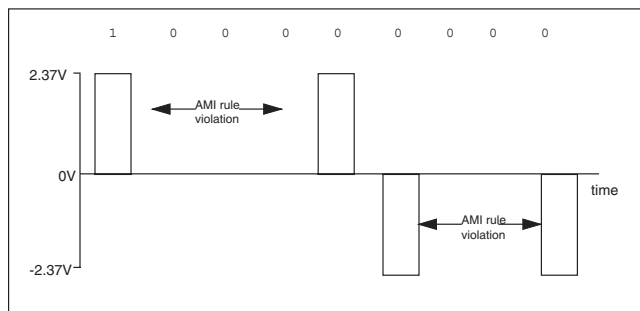 1 0 0 0 0 0 0 0 0
2.37V
AMI rule
violation
0V
time
AMI rule
violation
-2.37V